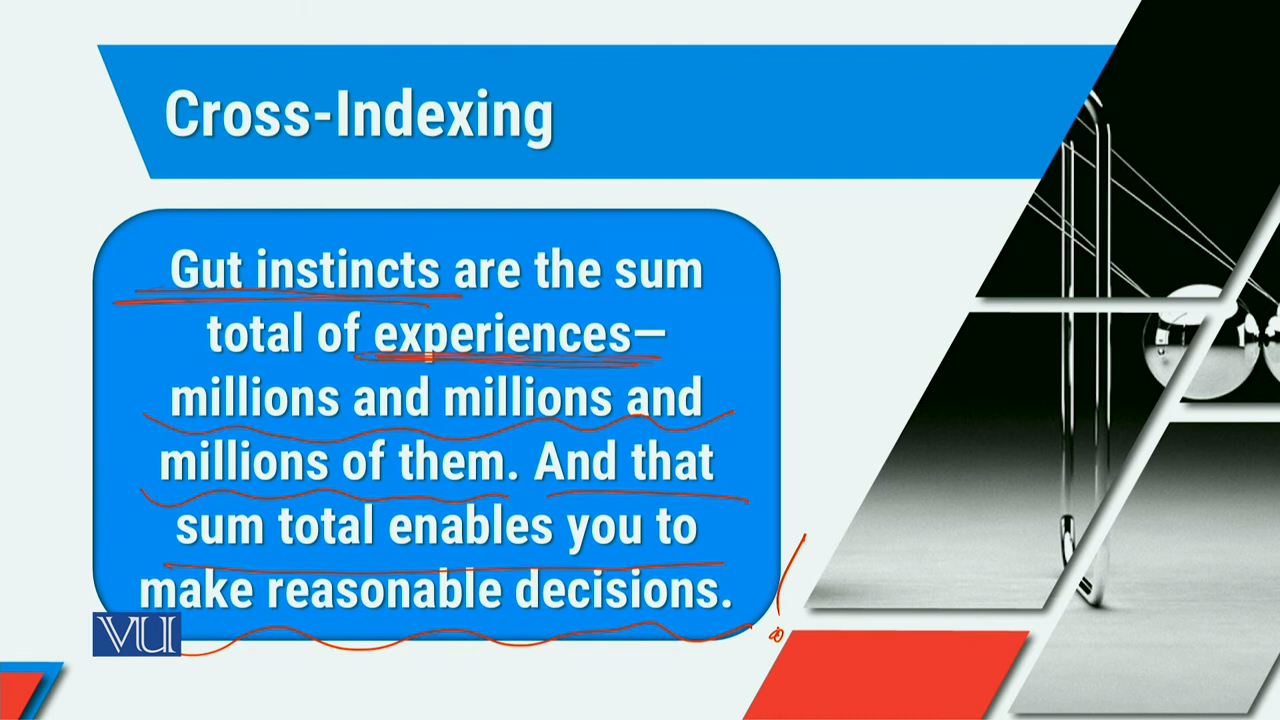 Cross-Indexing
Gut instincts are the sum
total of experiences—
millions and millions and
millions of them. And that
sum total enables you to
make reasonable decisions.
VU